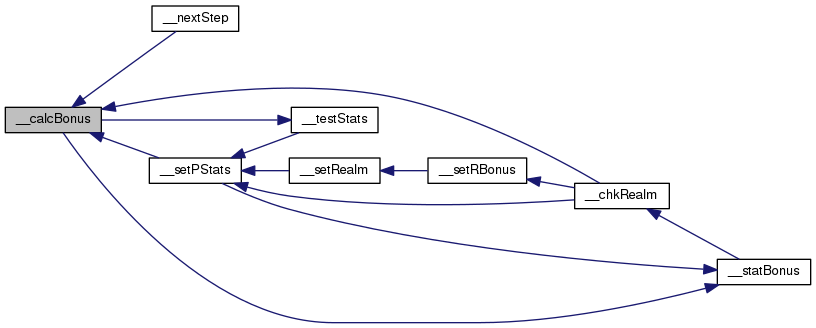 __nextStep
__calcBonus
__testStats
__setPStats
__setRealm
__setRBonus
__chkRealm
__statBonus